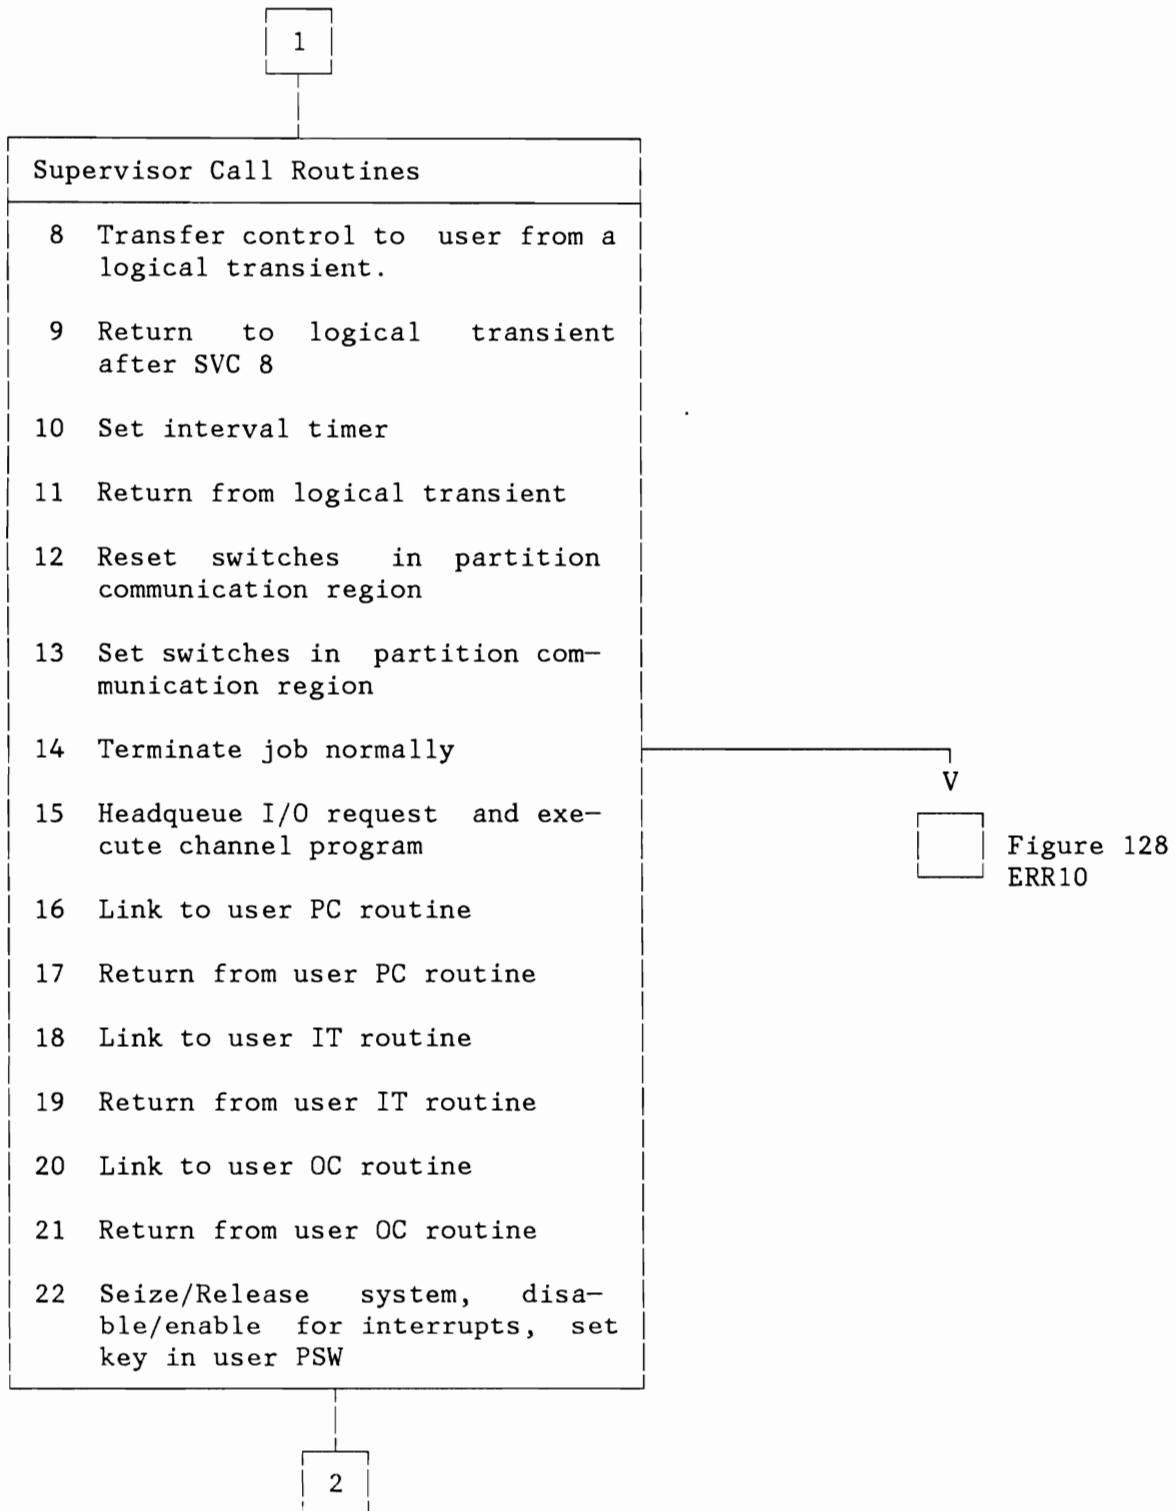 1
Supervisor Call Routines
8 Transfer control to user from a
logical transient.
9 Return to logical transient
after SVC 8
10 Set interval timer
11 Return from logical transient
12 Reset switches in partition
communication region
13 Set switches in partition com-
munication region
14 Terminate job normally
V
15 Headqueue I/O request and exe-
cute channel program
Figure 128
ERR10
16 Link to user PC routine
17 Return from user PC routine
18 Link to user IT routine
19 Return from user IT routine
20 Link to user OC routine
21 Return from user OC routine
22 Seize/Release system, disa-
ble/enable for interrupts, set
key in user PSW
2